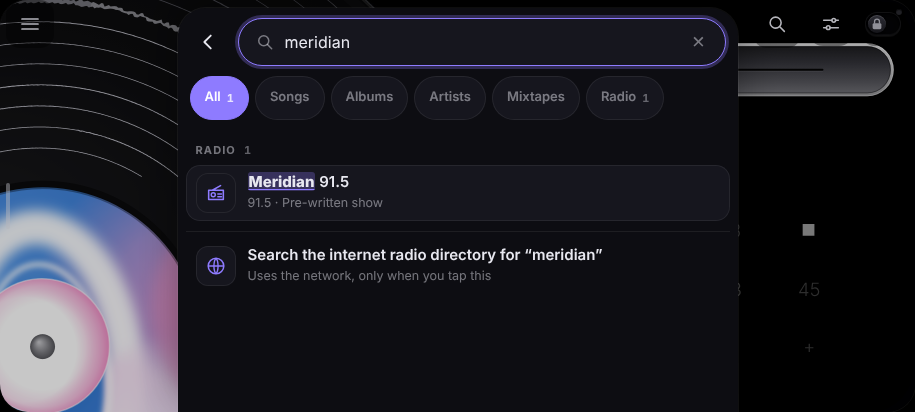 meridian
All 1
Songs
Albums
Artists
Mixtapes
Radio 1
RADIO 1
Meridian 91.5
91.5 · Pre-written show
Search the internet radio directory for “meridian”
Uses the network, only when you tap this
45
+